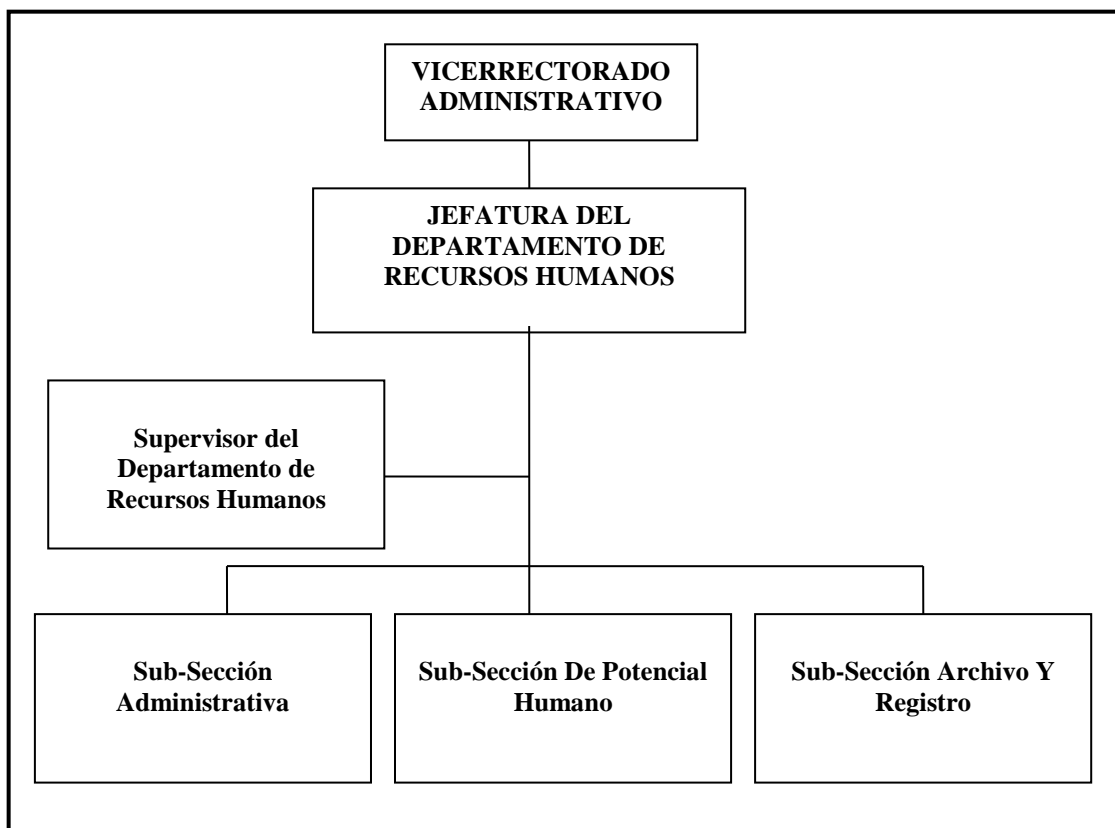 VICERRECTORADO
ADMINISTRATIVO
JEFATURA DEL
DEPARTAMENTO DE
RECURSOS HUMANOS
Supervisor del
Departamento de
Recursos Humanos
Sub-Sección
Administrativa
Sub-Sección De Potencial
Humano
Sub-Sección Archivo Y
Registro